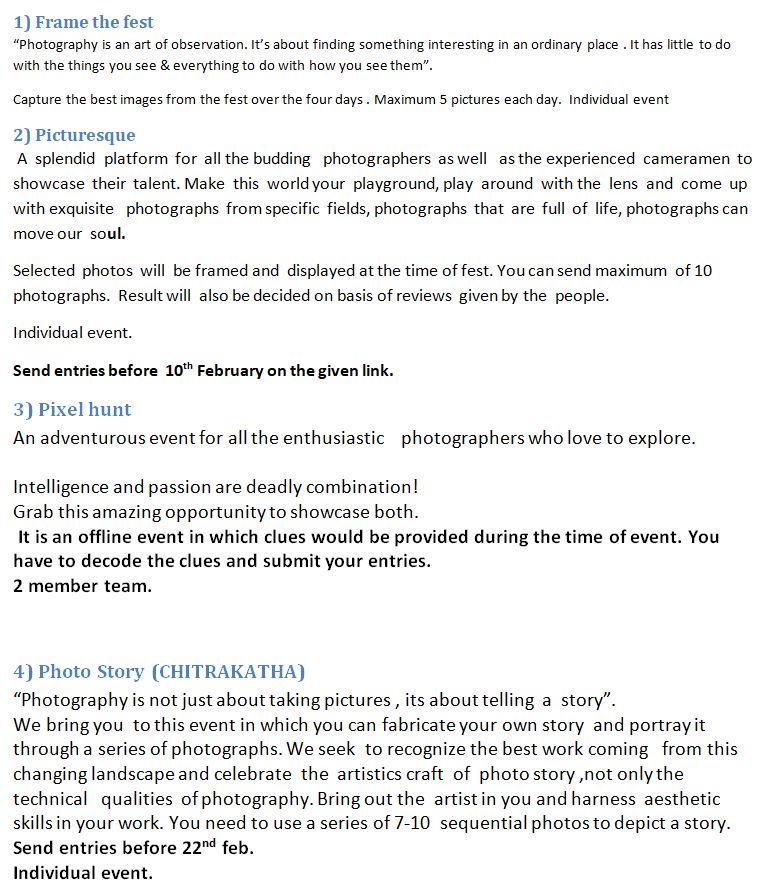 1) Frame the fest
“Photography is an art of observation. It’s about finding something interesting in an ordinary place . It has little to do
with the things you see & everything to do with how you see them”.
Capture the best images from the fest over the four days . Maximum 5 pictures each day. Individual event
2) Picturesque
A splendid platform for all the budding photographers as well as the experienced cameramen to
showcase their talent. Make this world your playground, play around with the lens and come up
with exquisite photographs from specific fields, photographs that are full of life, photographs can
move our soul.
Selected photos will be framed and displayed at the time of fest. You can send maximum of 10
photographs. Result will also be decided on basis of reviews given by the people.
Individual event.
Send entries before 10th February on the given link.
3) Pixel hunt
An adventurous event for all the enthusiastic photographers who love to explore.
Intelligence and passion are deadly combination!
Grab this amazing opportunity to showcase both.
It is an offline event in which clues would be provided during the time of event. You
have to decode the clues and submit your entries.
2 member team.
4) Photo Story (CHITRAKATHA)
“Photography is not just about taking pictures , its about telling a story”.
We bring you to this event in which you can fabricate your own story and portray it
through a series of photographs. We seek to recognize the best work coming from this
changing landscape and celebrate the artistics craft of photo story ,not only the
technical qualities of photography. Bring out the artist in you and harness aesthetic
skills in your work. You need to use a series of 7-10 sequential photos to depict a story.
Send entries before 22nd feb.
Individual event.